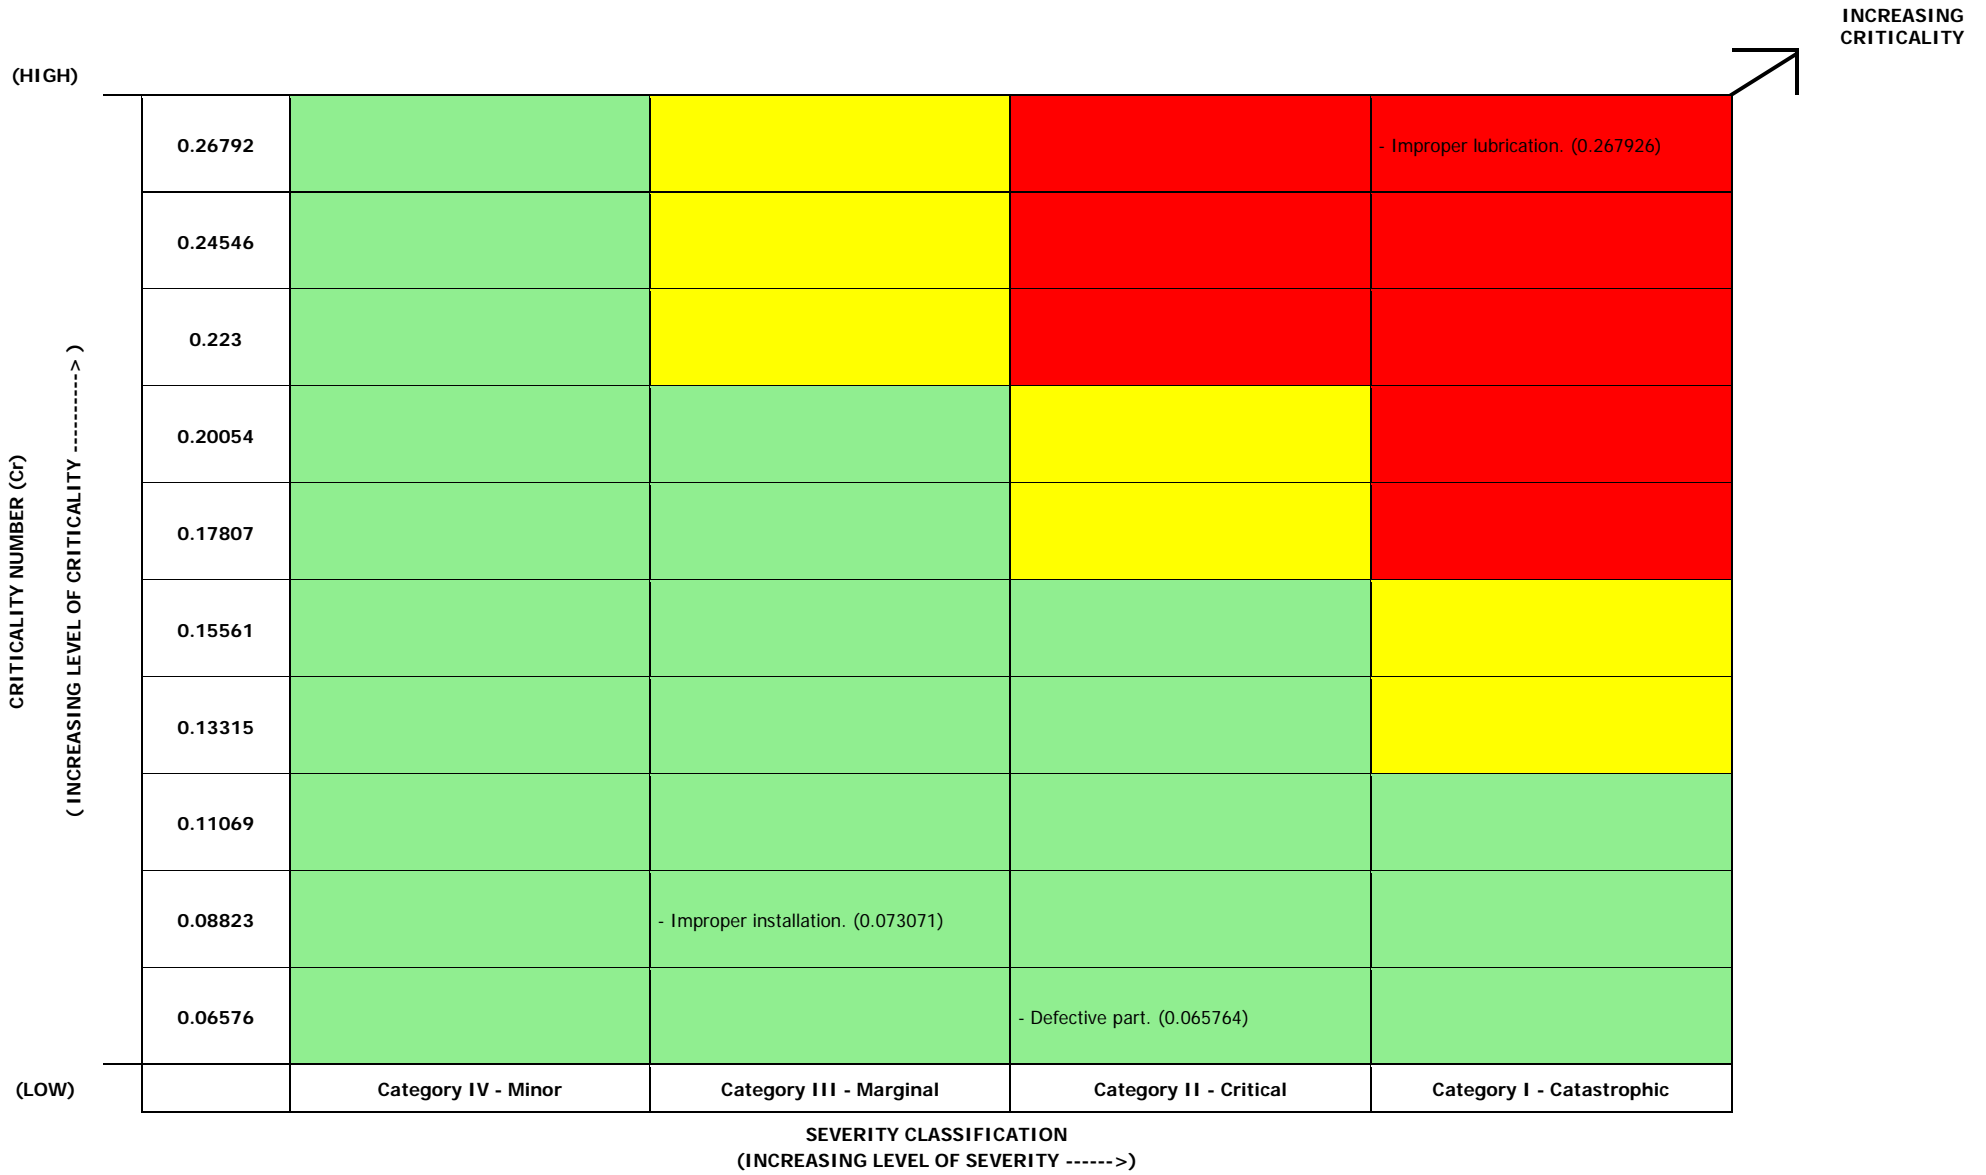 INCREASING
CRITICALITY
(HIGH)
0.26792
- Improper lubrication. (0.267926)
0.24546
0.223
0.20054
0.17807
0.15561
0.13315
0.11069
0.08823
- Improper installation. (0.073071)
0.06576
- Defective part. (0.065764)
CRITICALITY NUMBER (Cr)
(INCREASING LEVEL OF CRITICALITY ----------->)
(LOW)
Category IV - Minor
Category III - Marginal
Category II - Critical
Category I - Catastrophic
SEVERITY CLASSIFICATION
(INCREASING LEVEL OF SEVERITY ------>)